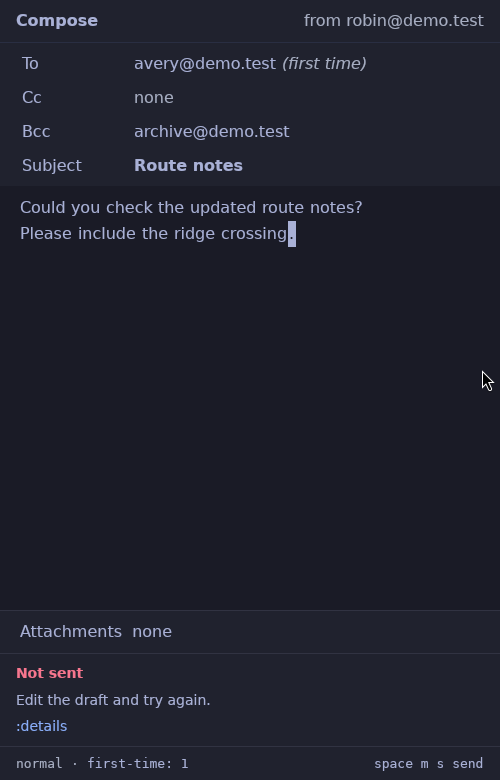 Compose from robin@demo.test
To avery@demo.test (first time)
Cc none
Bcc archive@demo.test
Subject Route notes
Could you check the updated route notes?
Please include the ridge crossing.
Attachments none
Not sent
Edit the draft and try again.
:details
normal · first-time: 1 space m s send